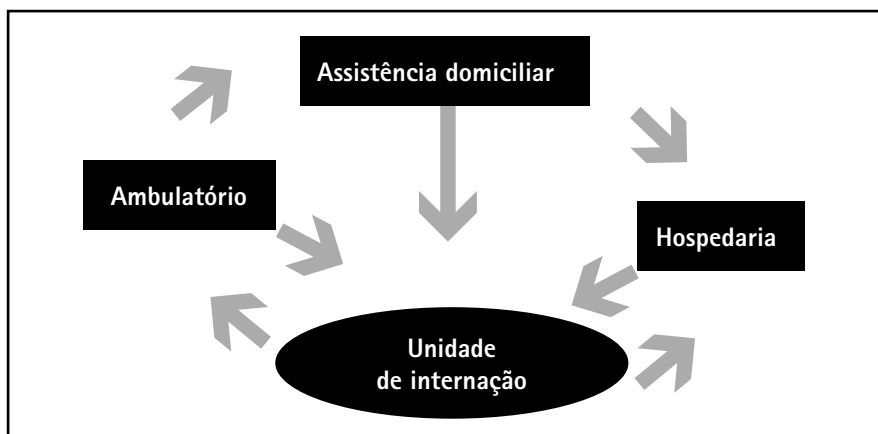 Assistência domiciliar
Ambulatório
Hospedaria
Unidade
de internação